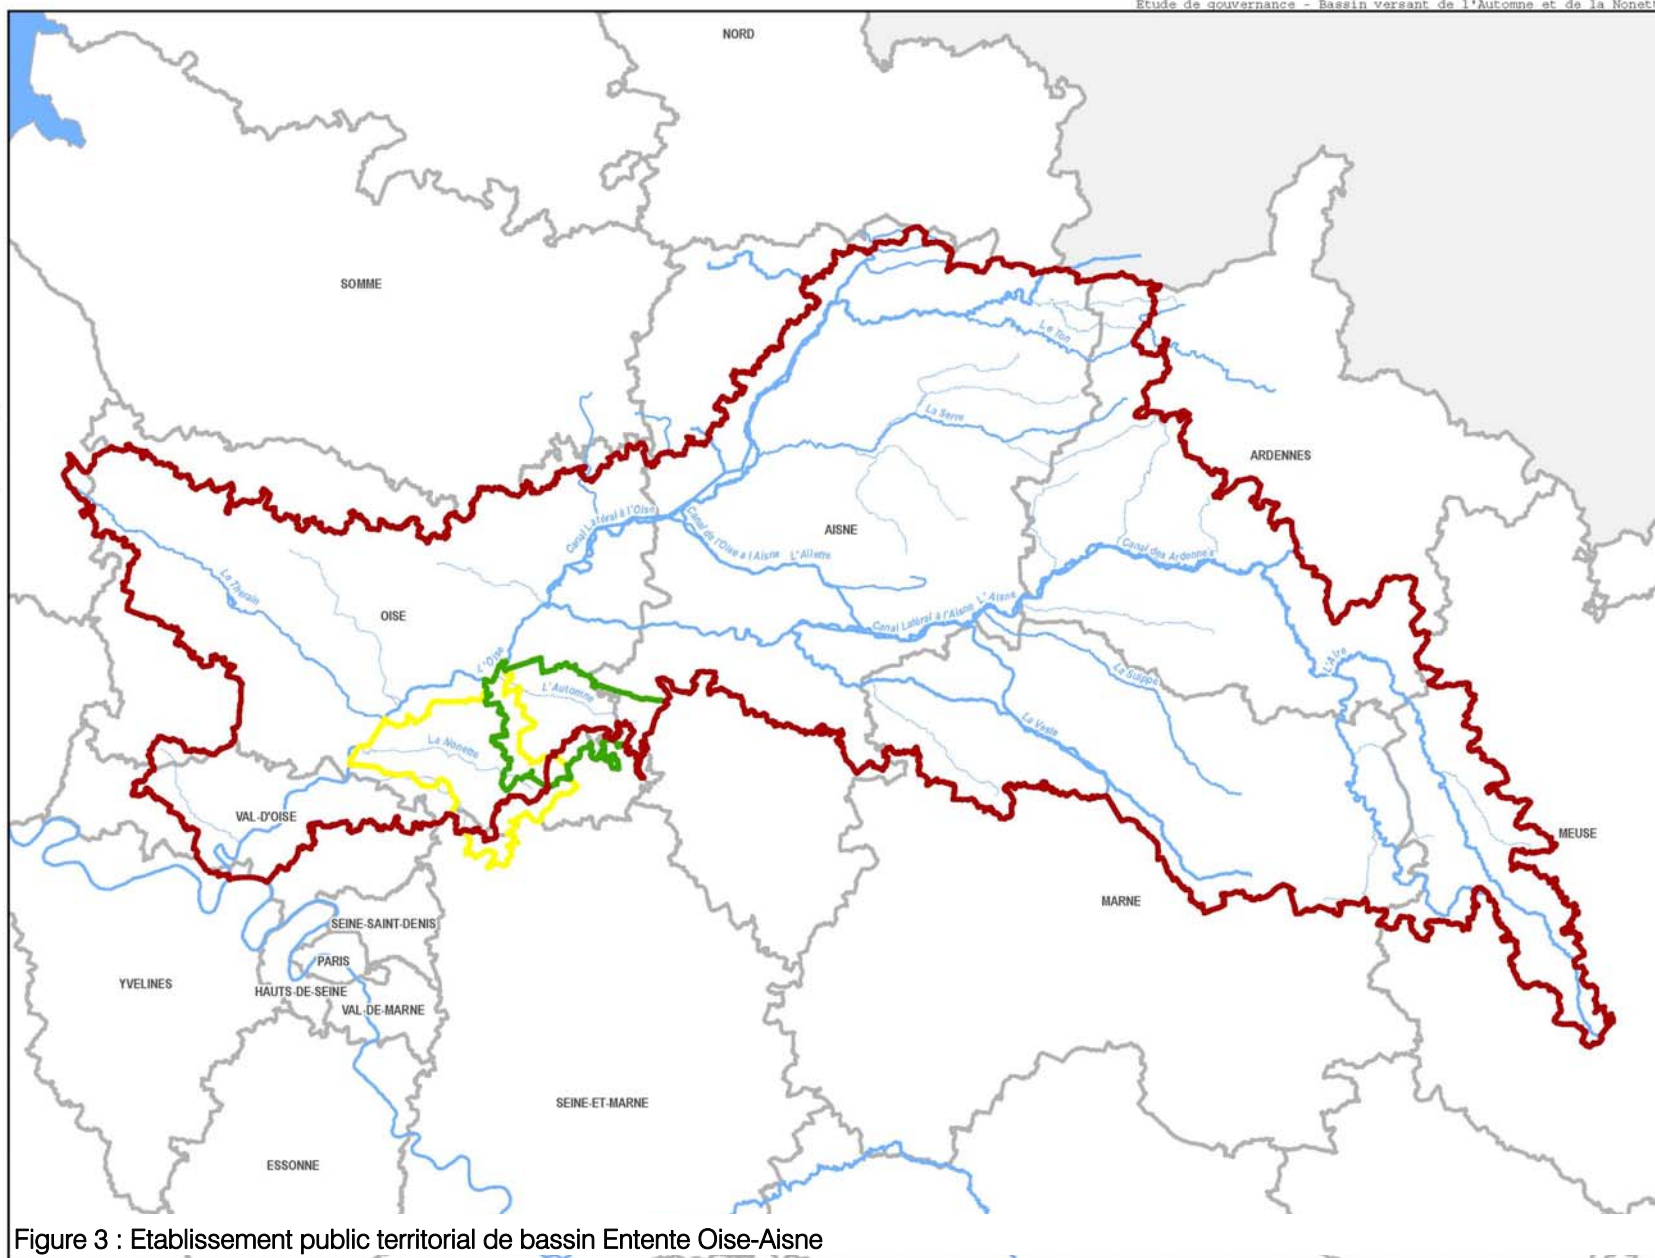 Etude de gouvernance - Bassin versant de l'Automne et de la Nonett
NORD
SOMME
Le Ton
La Serre
ARDENNES
AISNE
Canal Latéral à l'Oise
Canal de l'Oise à l'Aisne
L'Ailette
Canal des Ardennes
La Thérain
OISE
L'Aisne
Canal Latéral à l'Aisne
L'Oise
L'Aire
La Suippe
L'Automne
La Vesle
La Nonette
VAL-D'OISE
MEUSE
MARNE
SEINE-SAINT-DENIS
PARIS
YVELINES
HAUTS-DE-SEINE
VAL-DE-MARNE
SEINE-ET-MARNE
ESSONNE
Figure 3 : Etablissement public territorial de bassin Entente Oise-Aisne